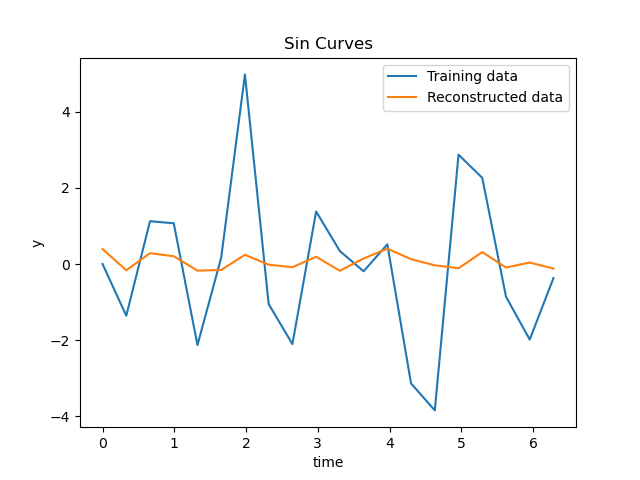 Sin Curves
Training data
Reconstructed data
4
2
0
−2
−4
y
0 1 2 3 4 5 6
time